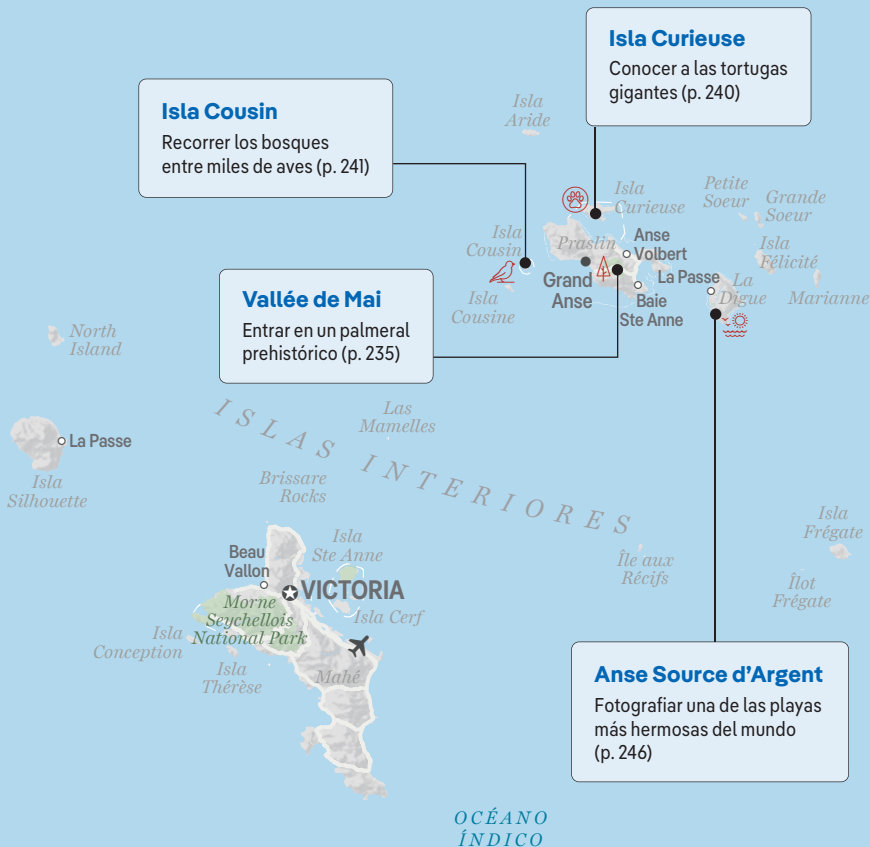 Isla Curieuse
Conocer a las tortugas
gigantes (p. 240)
Isla Cousin
Recorrer los bosques
entre miles de aves (p. 241)
Isla
Aride
Isla
Curieuse
Petite
Soeur
Grande
Soeur
Isla
Cousin
Praslin
Anse
Volbert
Isla
Félicité
Grand
Anse
La Passe
La
Digue
Marianne
Isla
Cousine
Baie
Ste Anne
Vallée de Mai
Entrar en un palmeral
prehistórico (p. 235)
North
Island
Las
Mamelles
ISLAS INTERIORES
La Passe
Isla
Silhouette
Brissare
Rocks
Isla
Frégate
Isla
Ste Anne
Beau
Vallon
Île aux
Récifs
Îlot
Frégate
VICTORIA
Morne
Seychellois
National Park
Isla Cerf
Isla
Conception
Isla
Thérèse
Mahé
Anse Source d'Argent
Fotografiar una de las playas
más hermosas del mundo
(p. 246)
OCÉANO
ÍNDICO